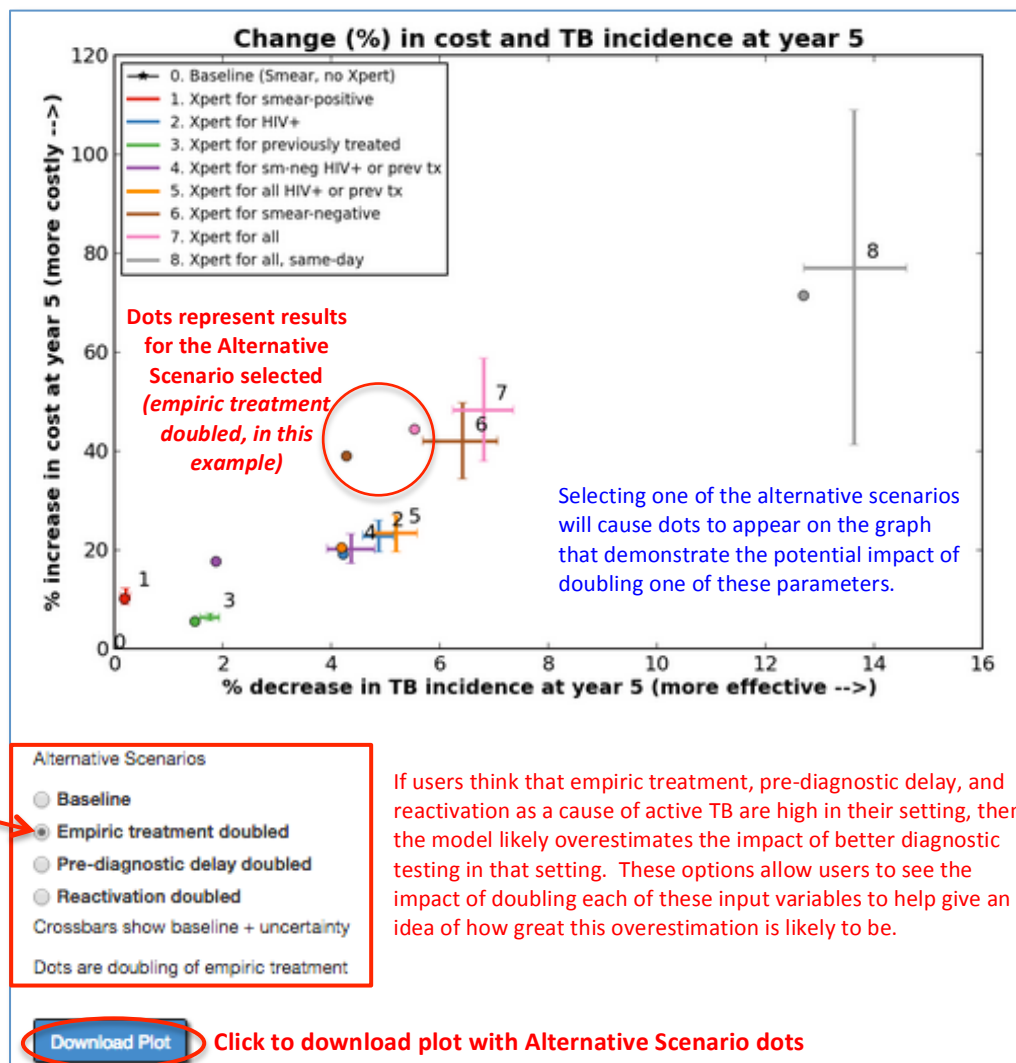 Change (%) in cost and TB incidence at year 5
120
100
80
60
40
20
0
% increase in cost at year 5 (more costly -->)
0. Baseline (Smear, no Xpert)
1. Xpert for smear-positive
2. Xpert for HIV+
3. Xpert for previously treated
4. Xpert for sm-neg HIV+ or prev tx
5. Xpert for all HIV+ or prev tx
6. Xpert for smear-negative
7. Xpert for all
8. Xpert for all, same-day
8
Dots represent results
for the Alternative
Scenario selected
(empiric treatment
doubled, in this
example)
7
6
Selecting one of the alternative scenarios
will cause dots to appear on the graph
that demonstrate the potential impact of
doubling one of these parameters.
4
2
5
1
3
0
0
2
4
6
8
10
12
14
16
% decrease in TB incidence at year 5 (more effective -->)
Alternative Scenarios
Baseline
Empiric treatment doubled
Pre-diagnostic delay doubled
Reactivation doubled
Crossbars show baseline + uncertainty
Dots are doubling of empiric treatment
If users think that empiric treatment, pre-diagnostic delay, and
reactivation as a cause of active TB are high in their setting, then
the model likely overestimates the impact of better diagnostic
testing in that setting. These options allow users to see the
impact of doubling each of these input variables to help give an
idea of how great this overestimation is likely to be.
Download Plot
Click to download plot with Alternative Scenario dots